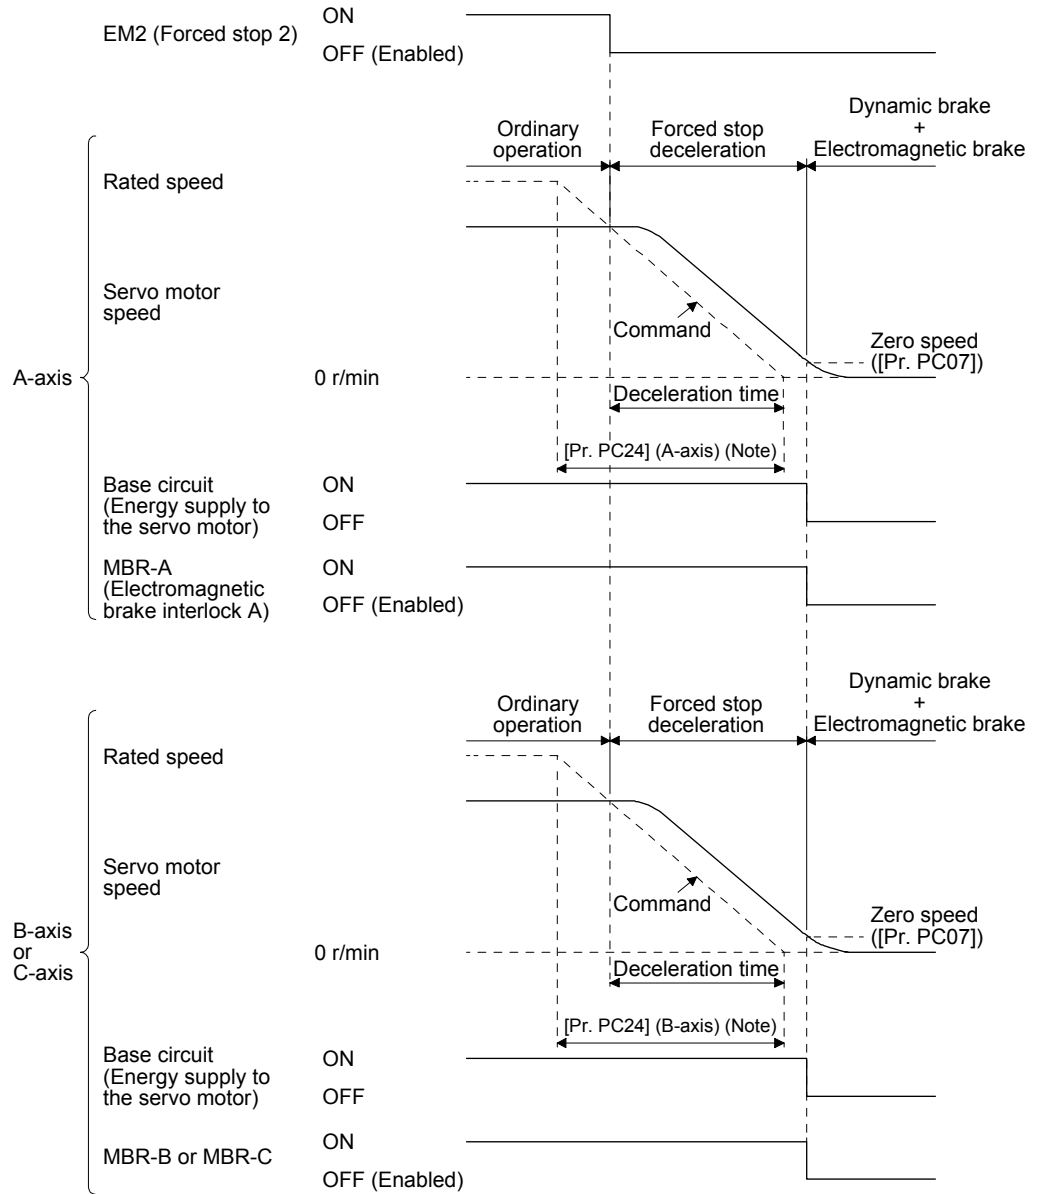 EM2 (Forced stop 2)
ON
OFF (Enabled)
Ordinary
operation
Forced stop
deceleration
Dynamic brake
+
Electromagnetic brake
A-axis
Rated speed
Servo motor
speed
Command
Zero speed
([Pr. PC07])
0 r/min
Deceleration time
[Pr. PC24] (A-axis) (Note)
Base circuit
(Energy supply to
the servo motor)
ON
OFF
MBR-A
(Electromagnetic
brake interlock A)
ON
OFF (Enabled)
Ordinary
operation
Forced stop
deceleration
Dynamic brake
+
Electromagnetic brake
B-axis
or
C-axis
Rated speed
Servo motor
speed
Command
Zero speed
([Pr. PC07])
0 r/min
Deceleration time
[Pr. PC24] (B-axis) (Note)
Base circuit
(Energy supply to
the servo motor)
ON
OFF
MBR-B or MBR-C
ON
OFF (Enabled)